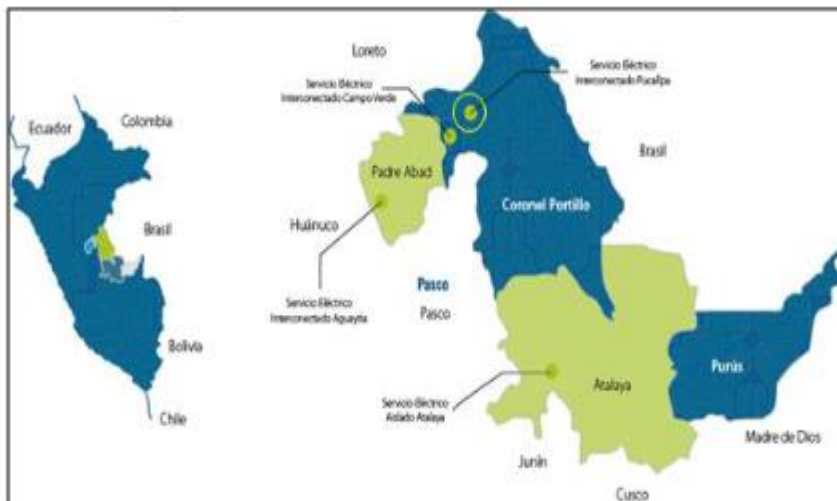 Ecuador
Colombia
Brasil
Bolivia
Chile
Loreto
Servicio Eléctrico
Interconectado Campo Verde
Servicio Eléctrico
Interconectado Pucallpa
Brasil
Padre Abad
Coronel Portillo
Huánuco
Pasco
Pasco
Servicio Eléctrico
Interconectado Aguaytia
Atalaya
Purús
Servicio Eléctrico
Aislado Atalaya
Madre de Dios
Junín
Cusco